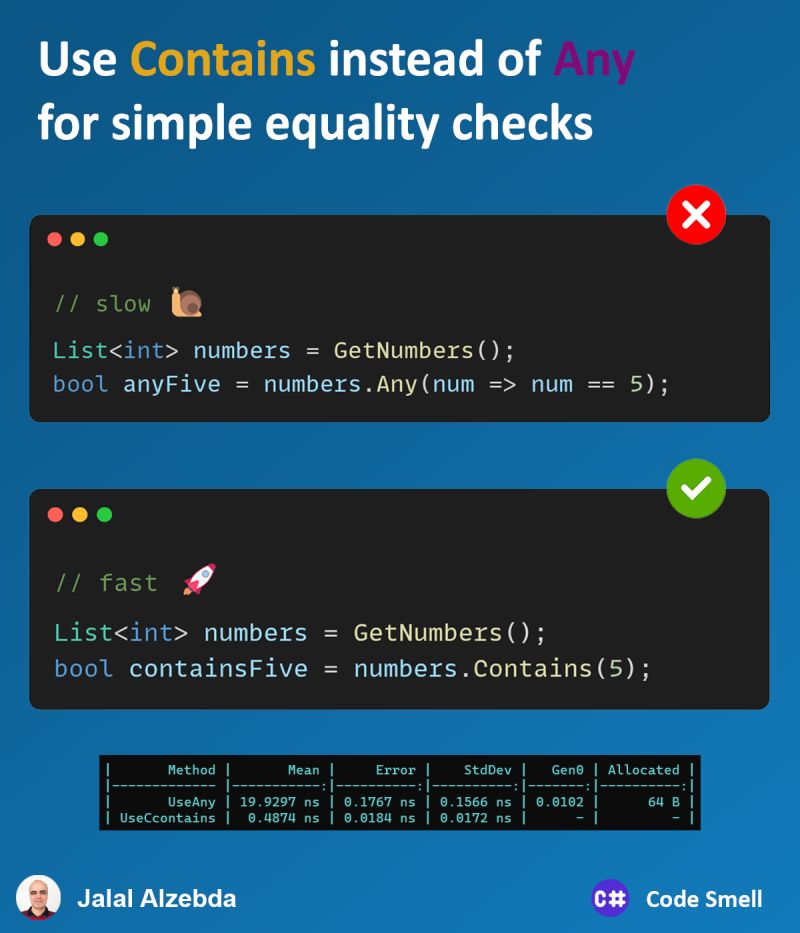 Use Contains instead of Any
for simple equality checks
// slow
List<int> numbers = GetNumbers();
bool anyFive = numbers.Any(num => num == 5);
// fast
List<int> numbers = GetNumbers();
bool containsFive = numbers.Contains(5);
| Method | Mean | Error | StdDev | Gen0 | Allocated |
|------------- |-----------:|----------:|----------:|-------:|----------:|
| UseAny | 19.9297 ns | 0.1767 ns | 0.1566 ns | 0.0102 | 64 B |
| UseCcontains | 0.4874 ns | 0.0184 ns | 0.0172 ns | - | - |
Jalal Alzebda
C# Code Smell